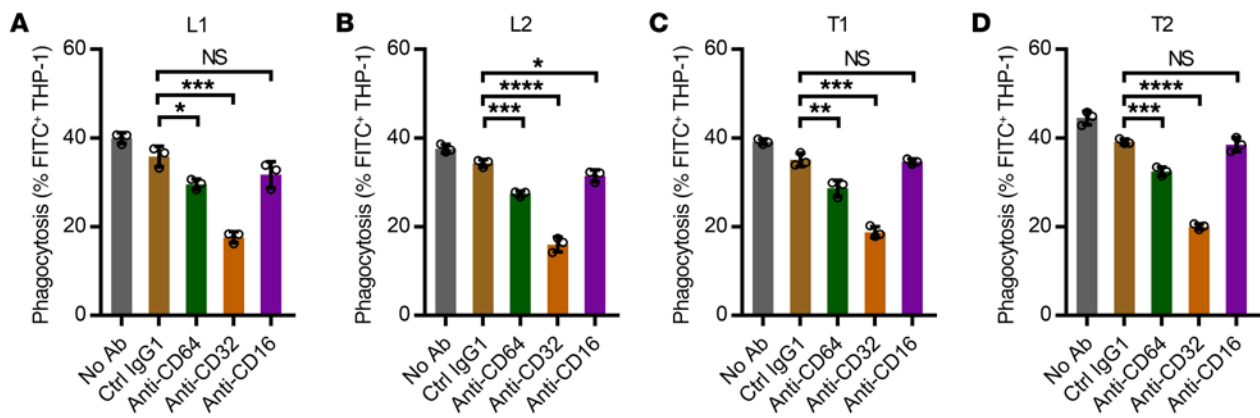 A
L1
Phagocytosis (% FITC⁺ THP-1)
60
40
20
0
NS
***
*
No Ab
Ctrl IgG1
Anti-CD64
Anti-CD32
Anti-CD16
B
L2
Phagocytosis (% FITC⁺ THP-1)
60
40
20
0
*
****
***
No Ab
Ctrl IgG1
Anti-CD64
Anti-CD32
Anti-CD16
C
T1
Phagocytosis (% FITC⁺ THP-1)
60
40
20
0
NS
***
**
No Ab
Ctrl IgG1
Anti-CD64
Anti-CD32
Anti-CD16
D
T2
Phagocytosis (% FITC⁺ THP-1)
60
40
20
0
NS
****
***
No Ab
Ctrl IgG1
Anti-CD64
Anti-CD32
Anti-CD16